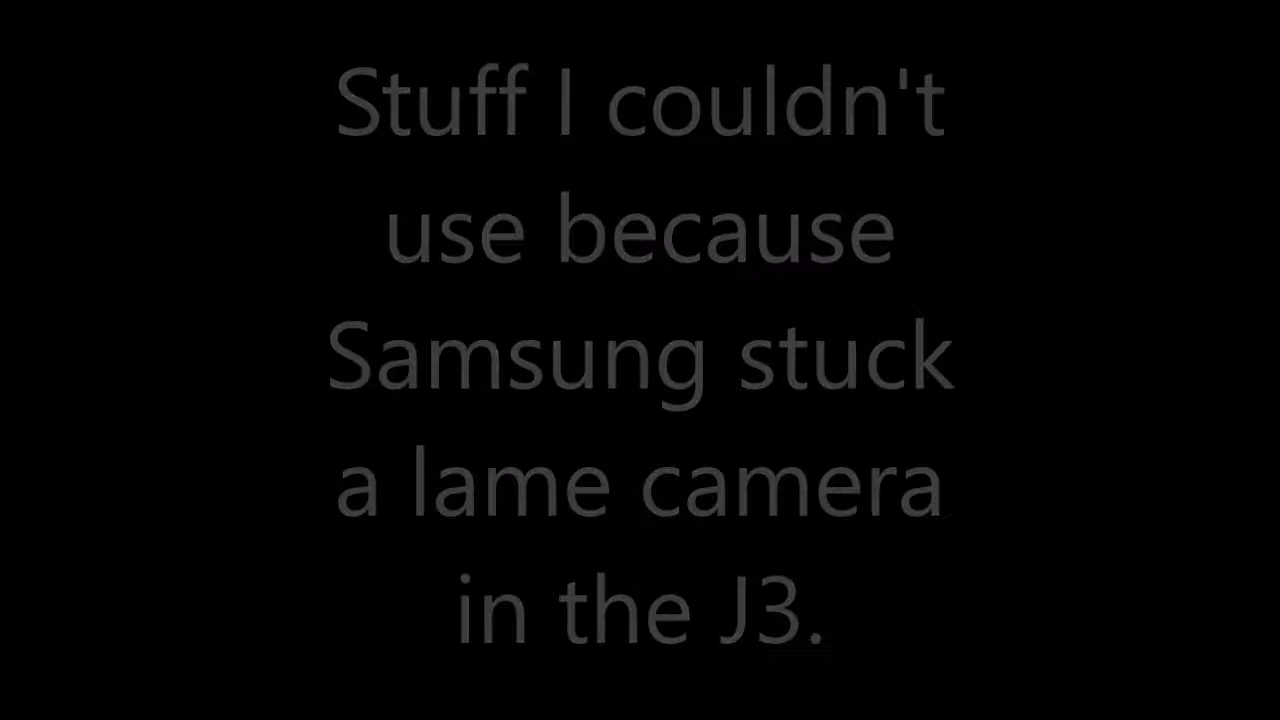 Stuff I couldn't
use because
Samsung stuck
a lame camera
in the J3.